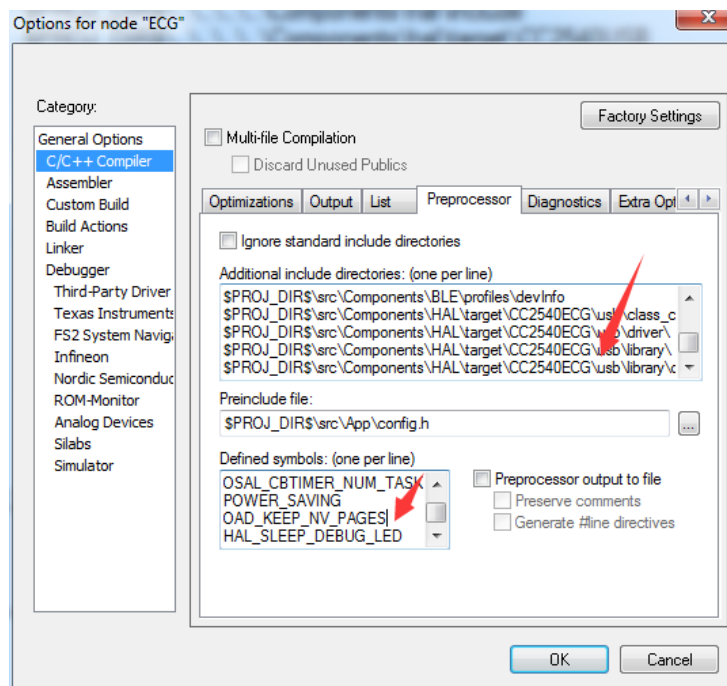 Options for node "ECG"
Category:
Factory Settings
General Options
C/C++ Compiler
Assembler
Custom Build
Build Actions
Linker
Debugger
Third-Party Driver
Texas Instruments
FS2 System Naviga
Infineon
Nordic Semiconduc
ROM-Monitor
Analog Devices
Silabs
Simulator
Multi-file Compilation
Discard Unused Publics
Optimizations Output List Preprocessor Diagnostics Extra Opt
Ignore standard include directories
Additional include directories: (one per line)
$PROJ_DIR$\src\Components\BLE\profiles\devInfo
$PROJ_DIR$\src\Components\HAL\target\CC2540ECG\usb\class_c
$PROJ_DIR$\src\Components\HAL\target\CC2540ECG\usb\driver\
$PROJ_DIR$\src\Components\HAL\target\CC2540ECG\usb\library\
$PROJ_DIR$\src\Components\HAL\target\CC2540ECG\usb\library\c
Preinclude file:
$PROJ_DIR$\src\App\config.h
...
Defined symbols: (one per line)
OSAL_CBTIMER_NUM_TASK
POWER_SAVING
OAD_KEEP_NV_PAGES
HAL_SLEEP_DEBUG_LED
Preprocessor output to file
Preserve comments
Generate #line directives
OK Cancel